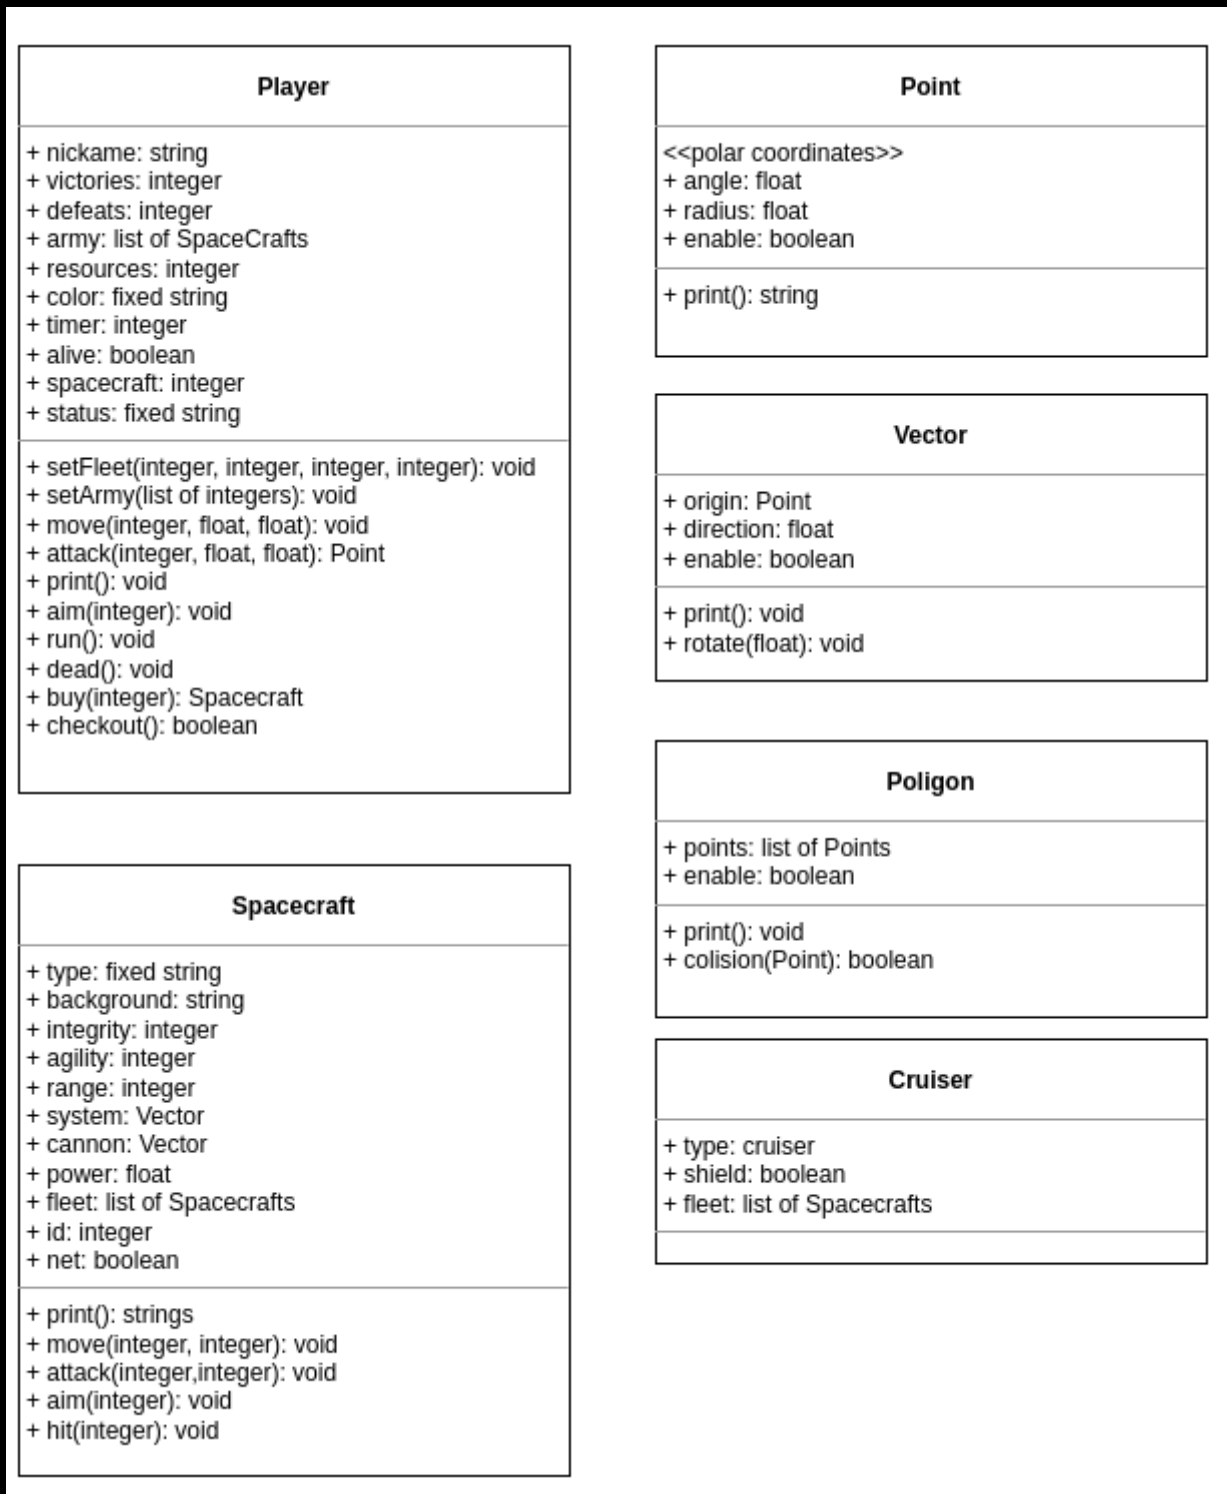 Player
+ nickame: string
+ victories: integer
+ defeats: integer
+ army: list of SpaceCrafts
+ resources: integer
+ color: fixed string
+ timer: integer
+ alive: boolean
+ spacecraft: integer
+ status: fixed string
+ setFleet(integer, integer, integer, integer): void
+ setArmy(list of integers): void
+ move(integer, float, float): void
+ attack(integer, float, float): Point
+ print(): void
+ aim(integer): void
+ run(): void
+ dead(): void
+ buy(integer): Spacecraft
+ checkout(): boolean
Spacecraft
+ type: fixed string
+ background: string
+ integrity: integer
+ agility: integer
+ range: integer
+ system: Vector
+ cannon: Vector
+ power: float
+ fleet: list of Spacecrafts
+ id: integer
+ net: boolean
+ print(): strings
+ move(integer, integer): void
+ attack(integer,integer): void
+ aim(integer): void
+ hit(integer): void
Point
<<polar coordinates>>
+ angle: float
+ radius: float
+ enable: boolean
+ print(): string
Vector
+ origin: Point
+ direction: float
+ enable: boolean
+ print(): void
+ rotate(float): void
Poligon
+ points: list of Points
+ enable: boolean
+ print(): void
+ colision(Point): boolean
Cruiser
+ type: cruiser
+ shield: boolean
+ fleet: list of Spacecrafts